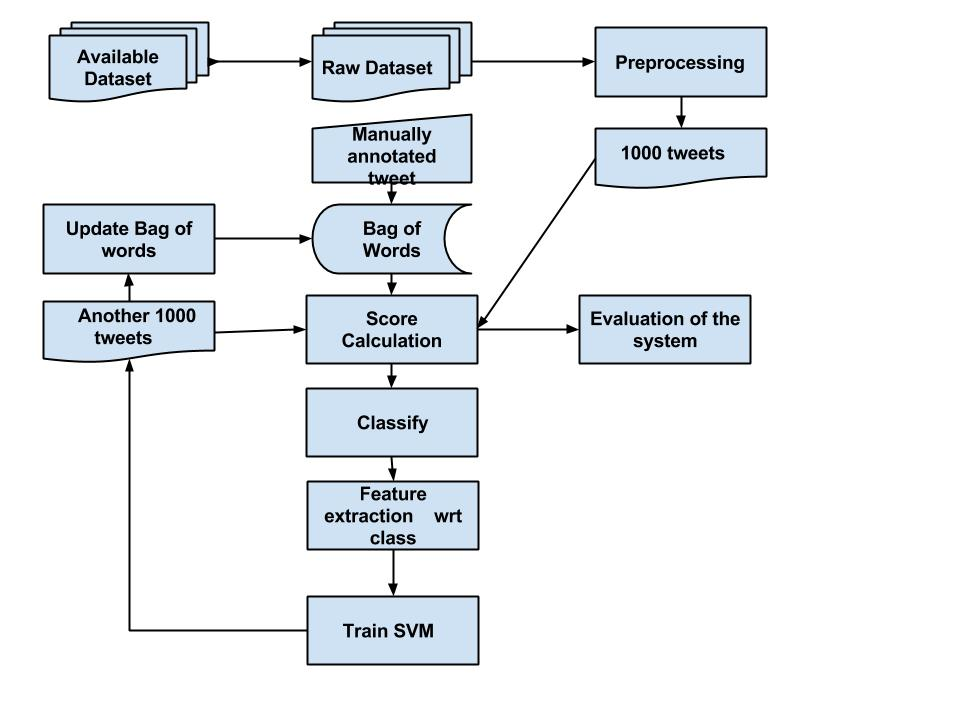 Available
Dataset
Raw Dataset
Preprocessing
Manually
annotated
tweet
1000 tweets
Update Bag of
words
Bag of
Words
Another 1000
tweets
Score
Calculation
Evaluation of the
system
Classify
Feature
extraction wrt
class
Train SVM